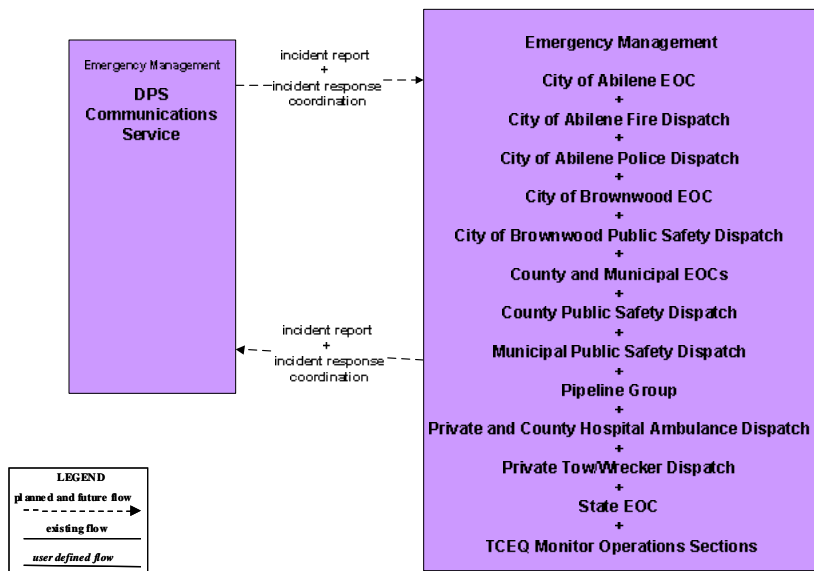 Emergency Management
DPS
Communications
Service
incident report
+
incident response
coordination
incident report
+
incident response
coordination
Emergency Management
City of Abilene EOC
+
City of Abilene Fire Dispatch
+
City of Abilene Police Dispatch
+
City of Brownwood EOC
+
City of Brownwood Public Safety Dispatch
+
County and Municipal EOCs
+
County Public Safety Dispatch
+
Municipal Public Safety Dispatch
+
Pipeline Group
+
Private and County Hospital Ambulance Dispatch
+
Private Tow/Wrecker Dispatch
+
State EOC
+
TCEQ Monitor Operations Sections
LEGEND
planned and future flow
existing flow
user defined flow